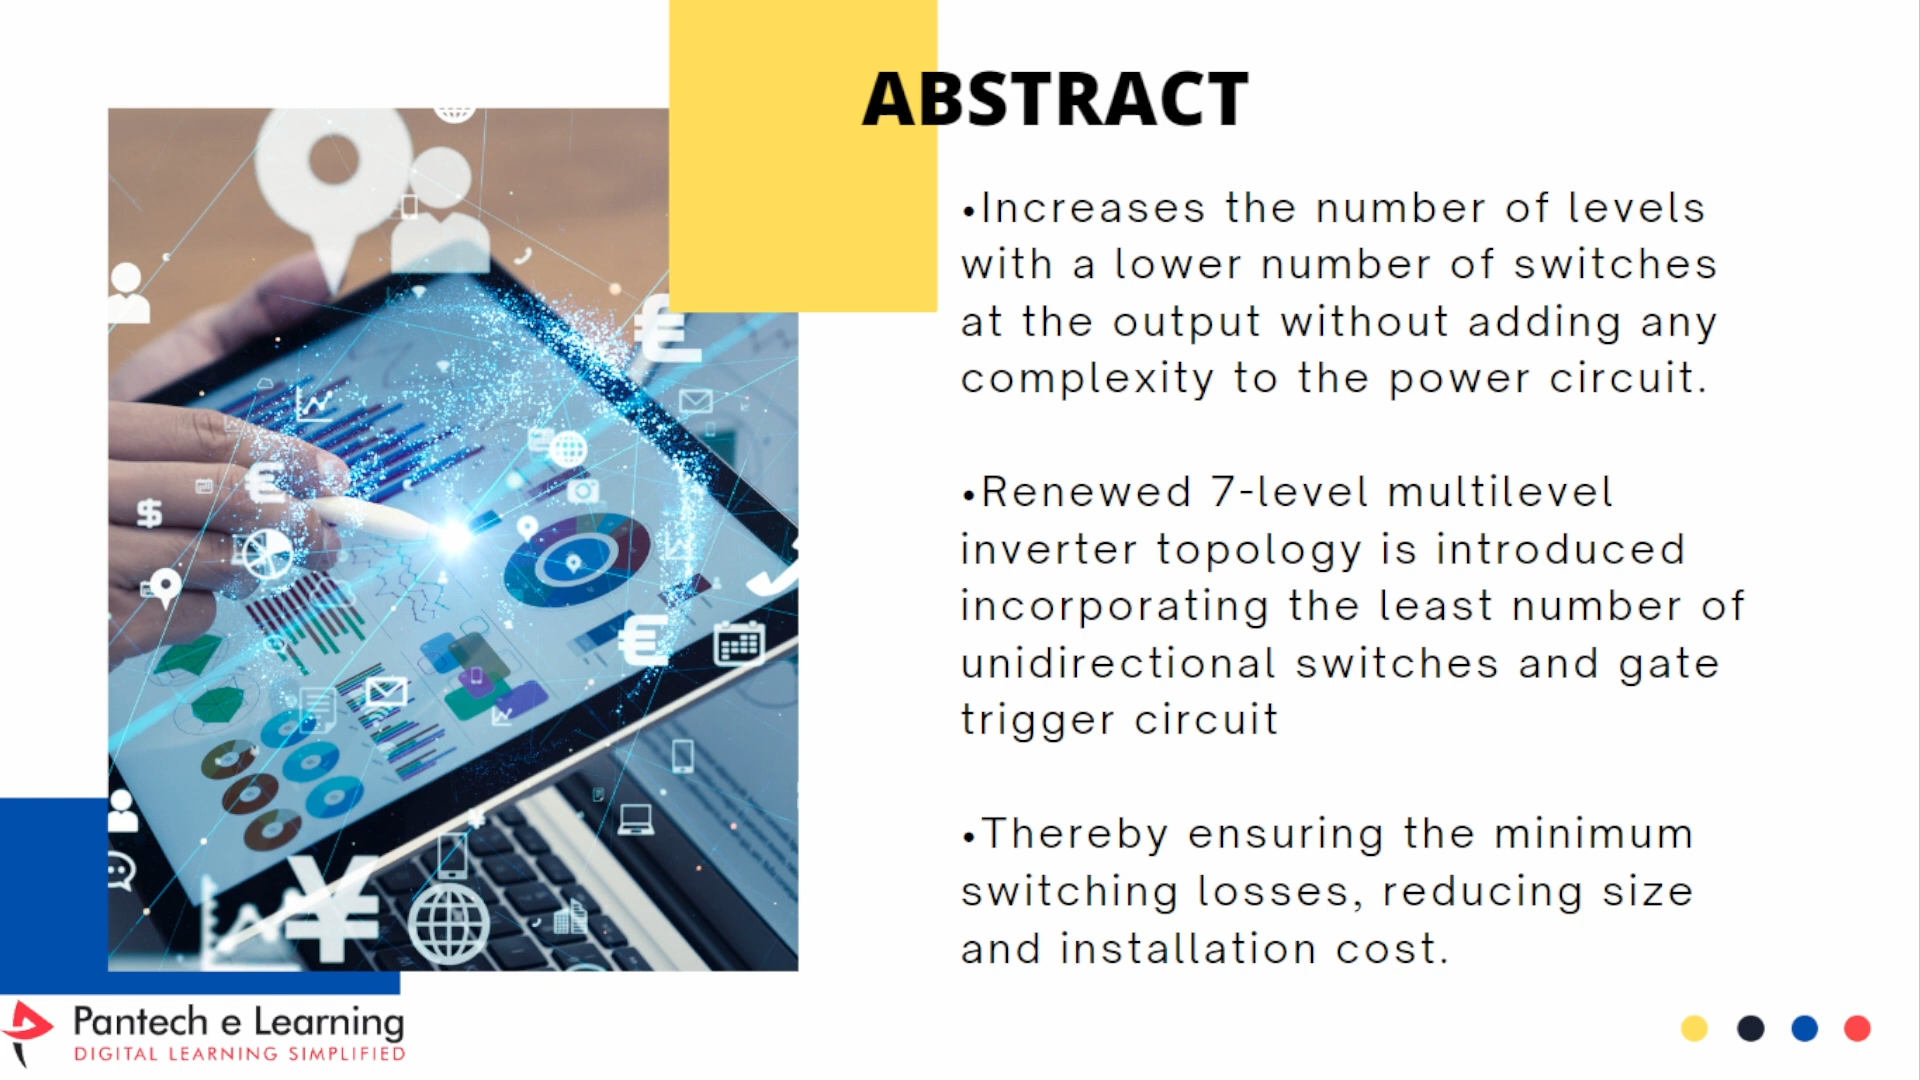 ABSTRACT
•Increases the number of levels
with a lower number of switches
at the output without adding any
complexity to the power circuit.
•Renewed 7-level multilevel
inverter topology is introduced
incorporating the least number of
unidirectional switches and gate
trigger circuit
•Thereby ensuring the minimum
switching losses, reducing size
and installation cost.
Pantech e Learning
DIGITAL LEARNING SIMPLIFIED